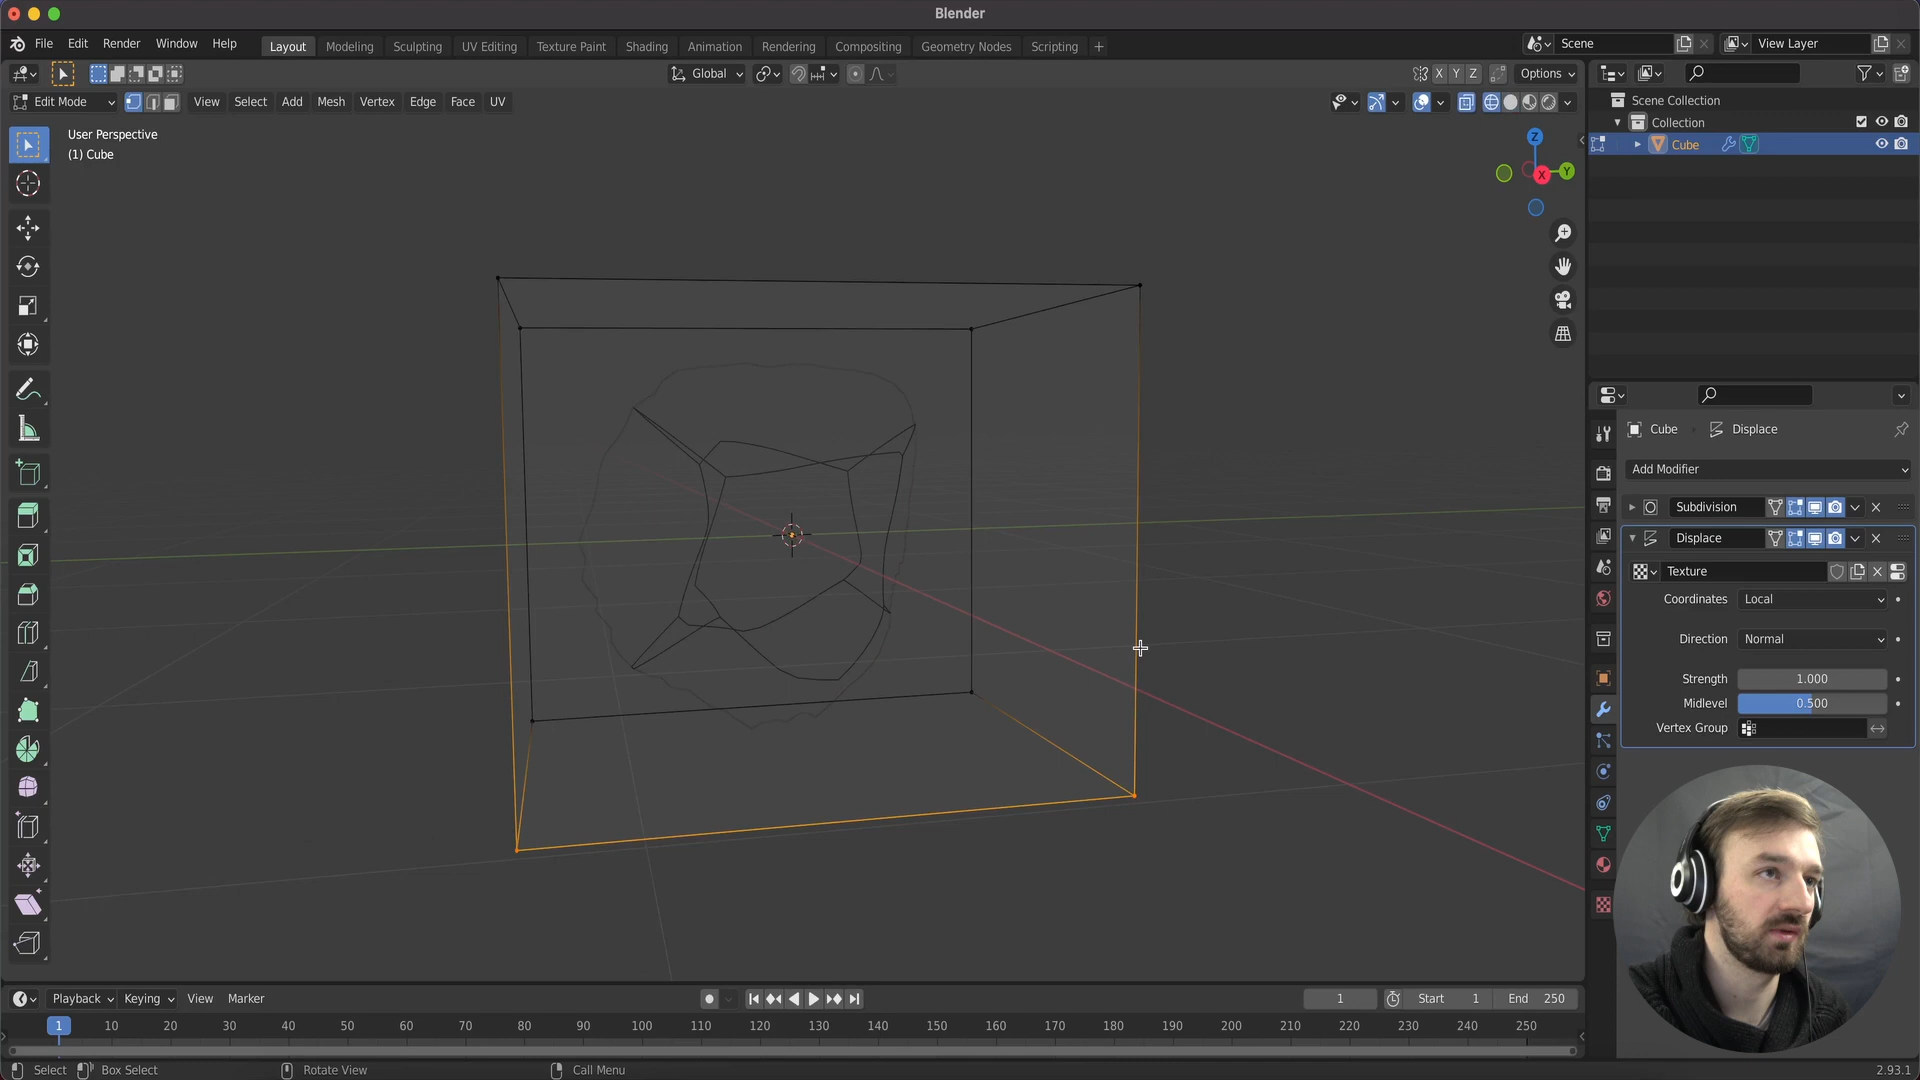 Blender
File Edit Render Window Help
Layout Modeling Sculpting UV Editing Texture Paint Shading Animation Rendering Compositing Geometry Nodes Scripting +
Scene
View Layer
Global
X Y Z
Options
Edit Mode
View Select Add Mesh Vertex Edge Face UV
User Perspective
(1) Cube
Z
X
Y
Scene Collection
Collection
Cube
Cube
Displace
Add Modifier
Subdivision
Displace
Texture
Coordinates Local
Direction Normal
Strength 1.000
Midlevel 0.500
Vertex Group
Playback Keying View Marker
1
Start 1
End 250
1 10 20 30 40 50 60 70 80 90 100 110 120 130 140 150 160 170 180 190 200 210 220 230 240 250
Select Box Select Rotate View Call Menu
2.93.1